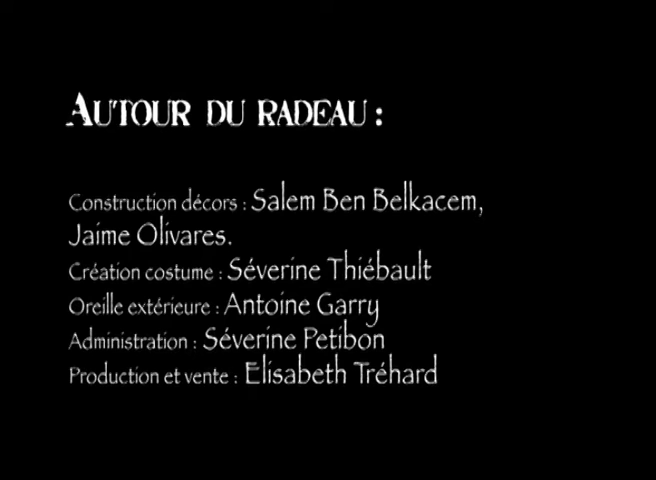 AUTOUR DU RADEAU :
Construction décors : Salem Ben Belkacem,
Jaime Olivares.
Création costume : Séverine Thiébault
Oreille extérieure : Antoine Garry
Administration : Séverine Petibon
Production et vente : Elisabeth Tréhard